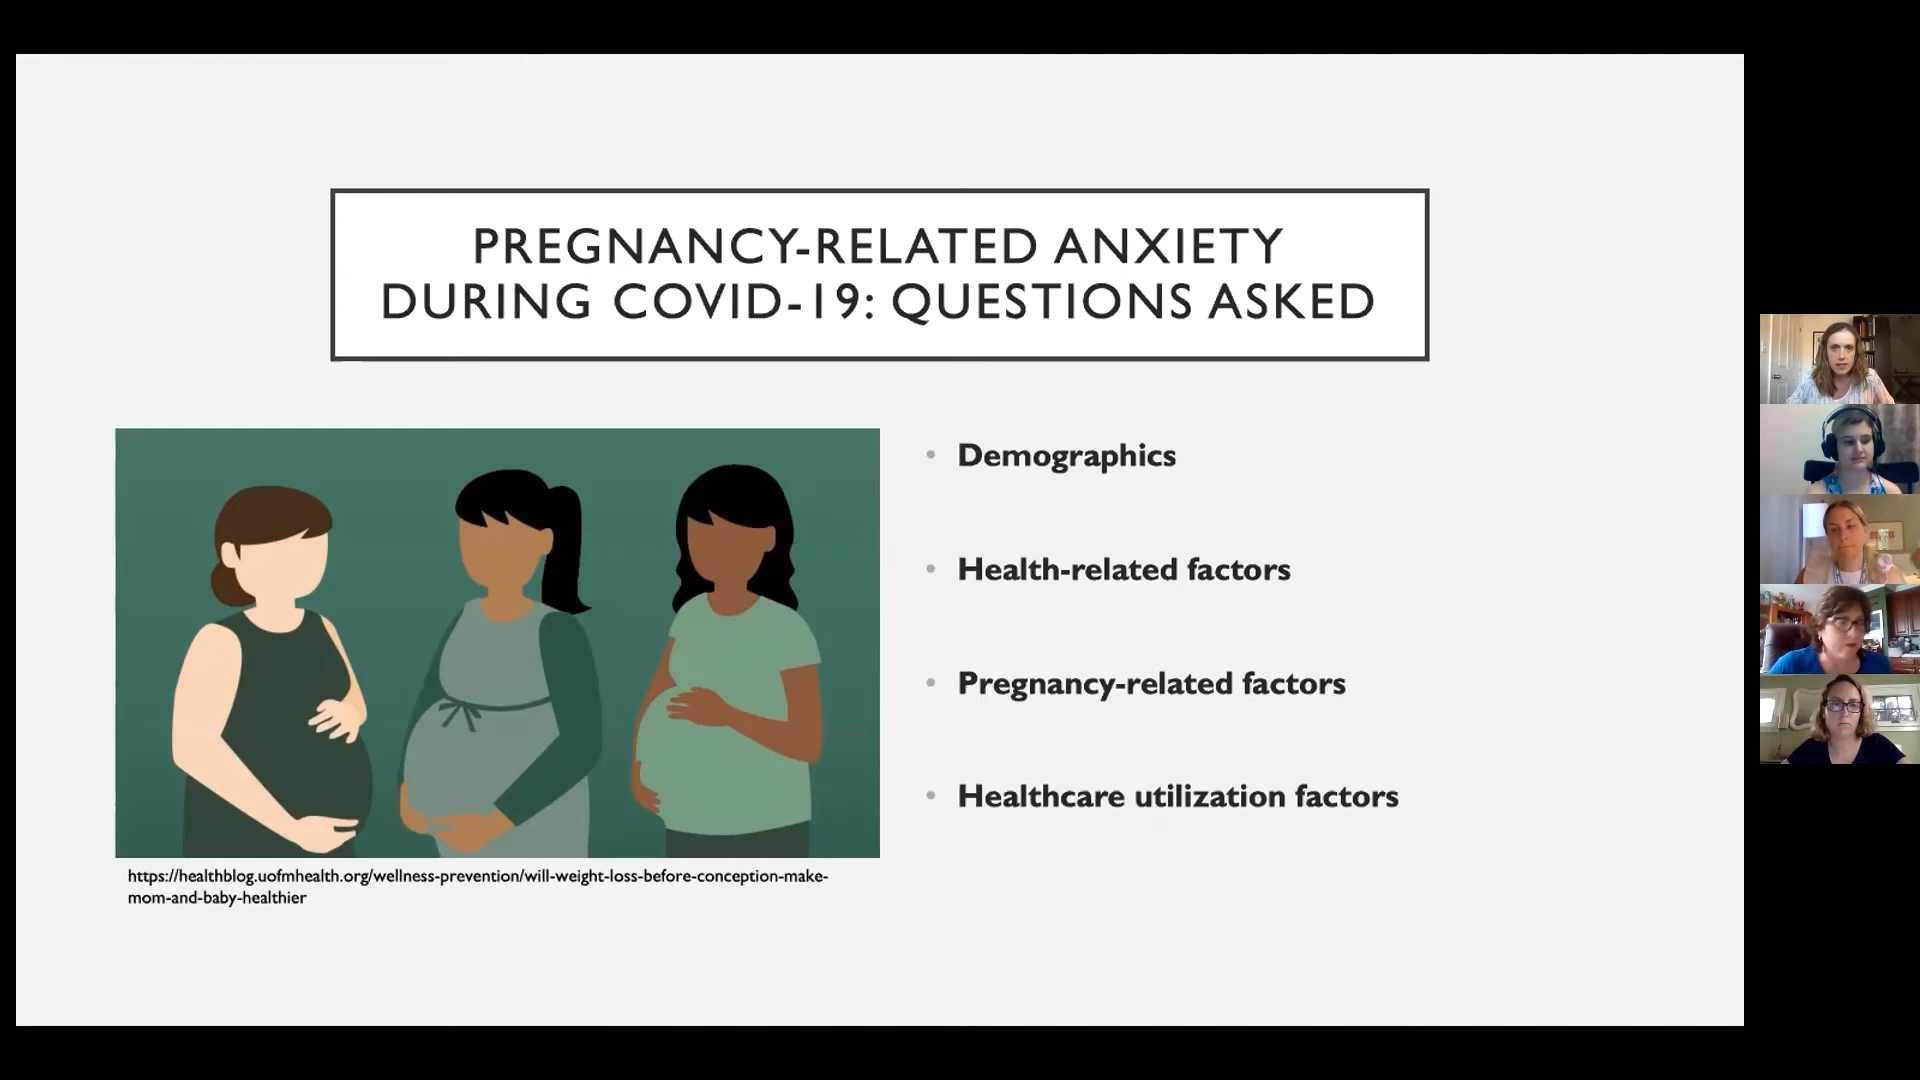 PREGNANCY-RELATED ANXIETY
DURING COVID-19: QUESTIONS ASKED
• Demographics
• Health-related factors
• Pregnancy-related factors
• Healthcare utilization factors
https://healthblog.uofmhealth.org/wellness-prevention/will-weight-loss-before-conception-make-
mom-and-baby-healthier